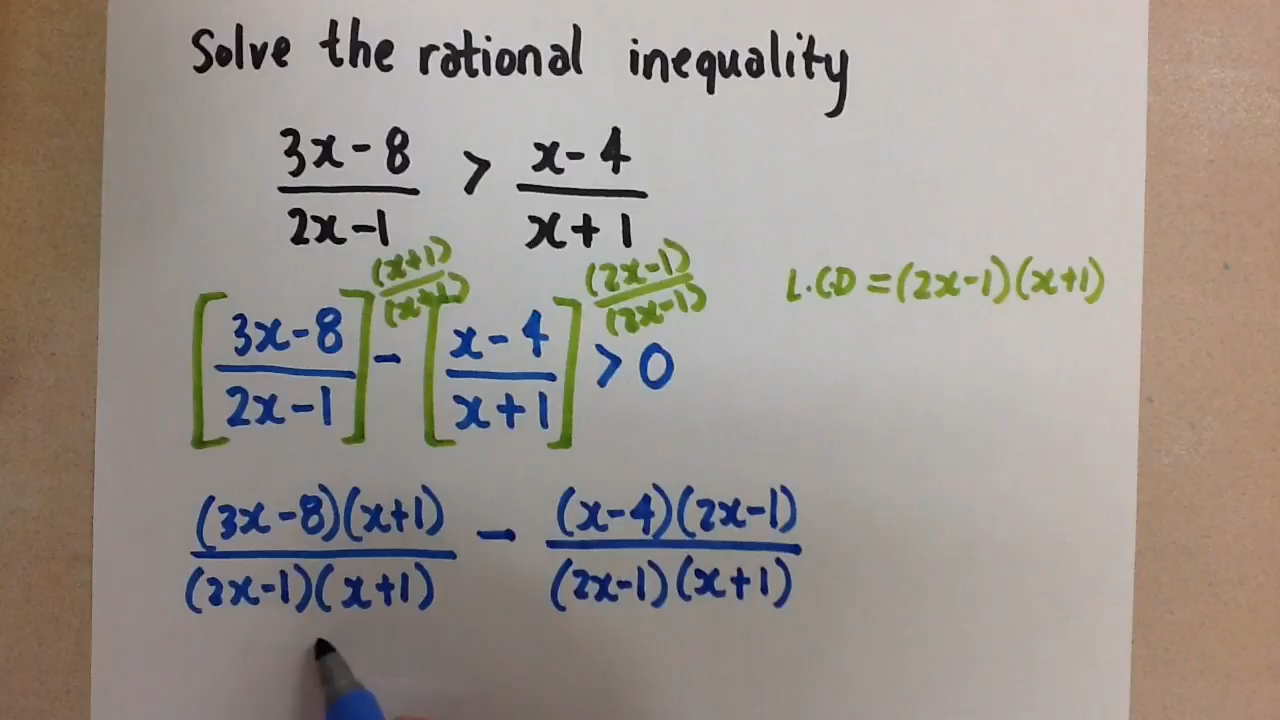 Solve the rational inequality
3x-8 > x-4
2x-1 x+1
(x+1) (2x-1)
(x+1) (2x-1) L.C.D = (2x-1)(x+1)
[3x-8] - [x-4] > 0
2x-1 x+1
(3x-8)(x+1) - (x-4)(2x-1)
(2x-1)(x+1) (2x-1)(x+1)